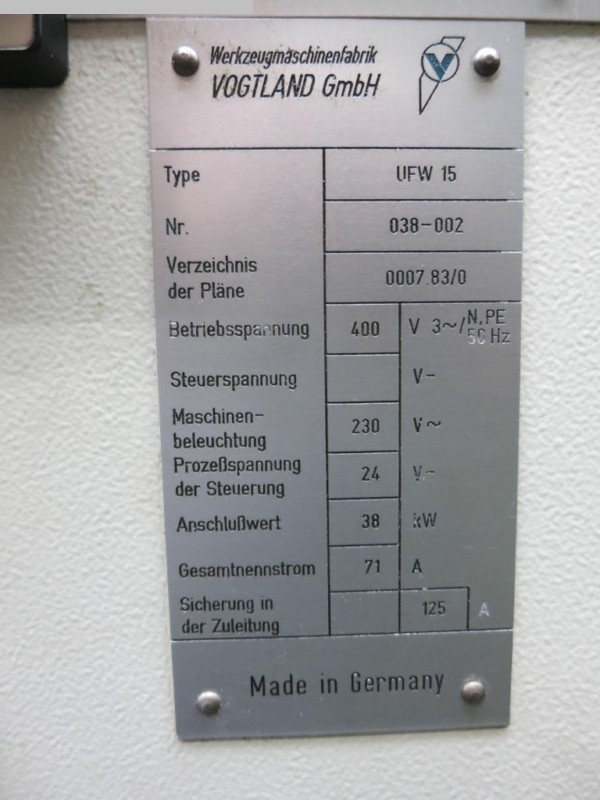 Werkzeugmaschinenfabrik
VOGTLAND GmbH
V
Type UFW 15
Nr. 038-002
Verzeichnis
der Pläne 0007.83/0
Betriebsspannung 400 V 3~/N,PE
50 Hz
Steuerspannung V-
Maschinen-
beleuchtung 230 V~
Prozeßspannung
der Steuerung 24 V-
Anschlußwert 38 kW
Gesamtnennstrom 71 A
Sicherung in
der Zuleitung 125 A
Made in Germany